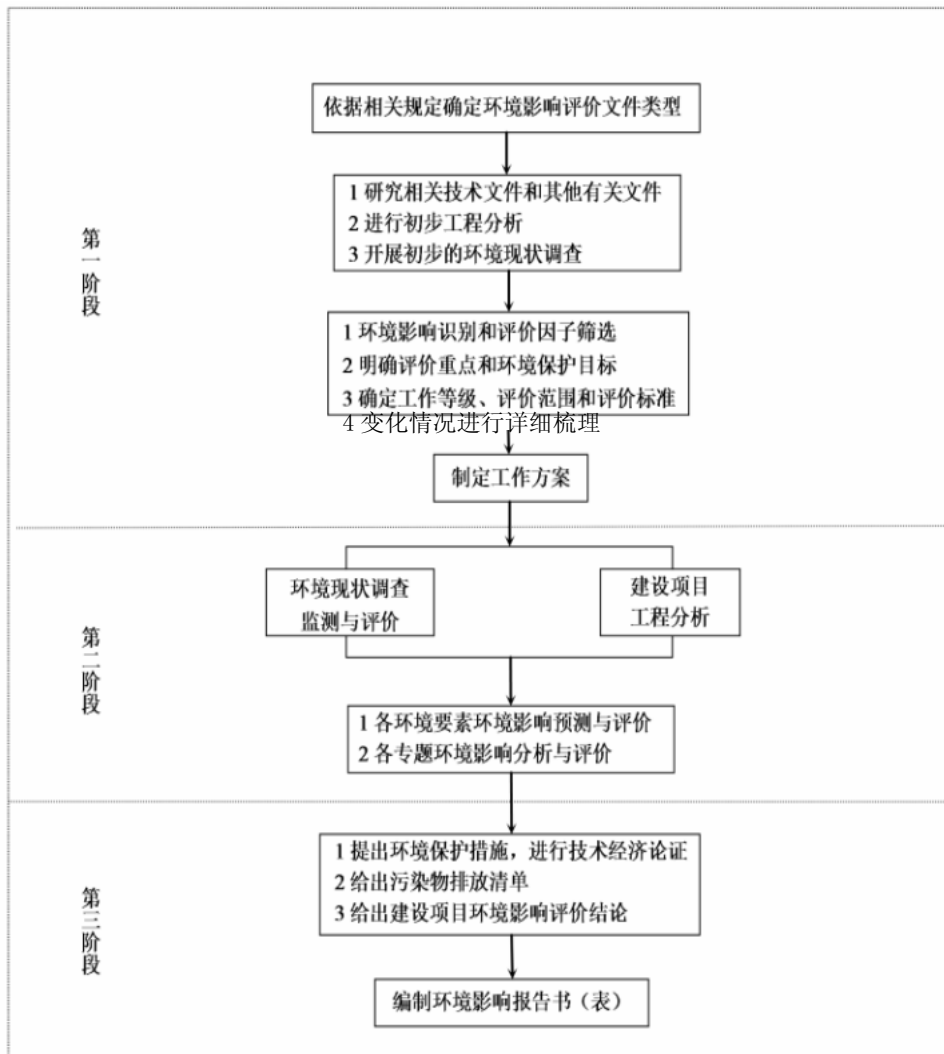 依据相关规定确定环境影响评价文件类型
1 研究相关技术文件和其他有关文件
2 进行初步工程分析
3 开展初步的环境现状调查
第一阶段
1 环境影响识别和评价因子筛选
2 明确评价重点和环境保护目标
3 确定工作等级、评价范围和评价标准
4 变化情况进行详细梳理
制定工作方案
环境现状调查
监测与评价
建设项目
工程分析
第二阶段
1 各环境要素环境影响预测与评价
2 各专题环境影响分析与评价
1 提出环境保护措施，进行技术经济论证
2 给出污染物排放清单
3 给出建设项目环境影响评价结论
第三阶段
编制环境影响报告书（表）